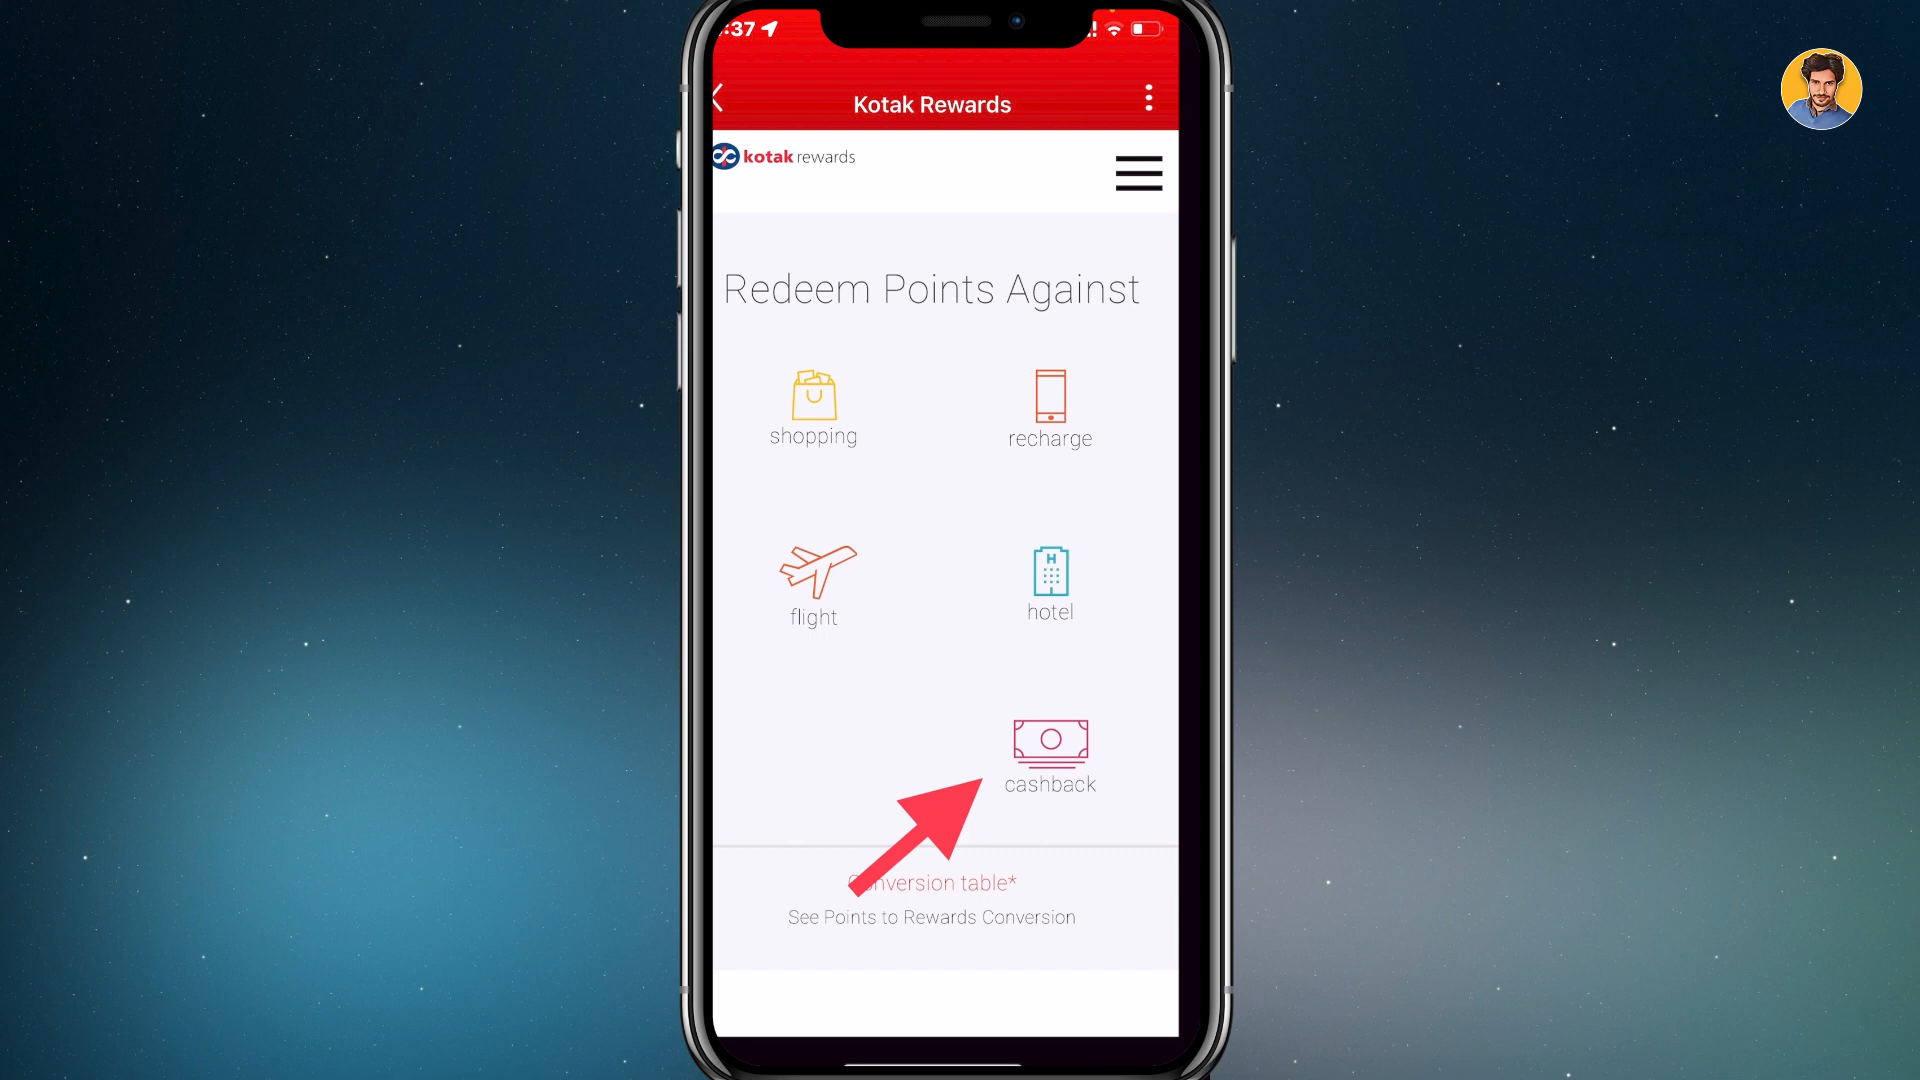 :37
Kotak Rewards
kotak rewards
Redeem Points Against
shopping
recharge
flight
H
hotel
cashback
Conversion table*
See Points to Rewards Conversion